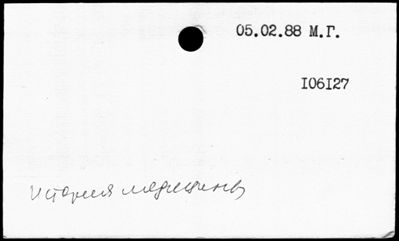 05.02.88 М.Г.
I06I27
История медицины